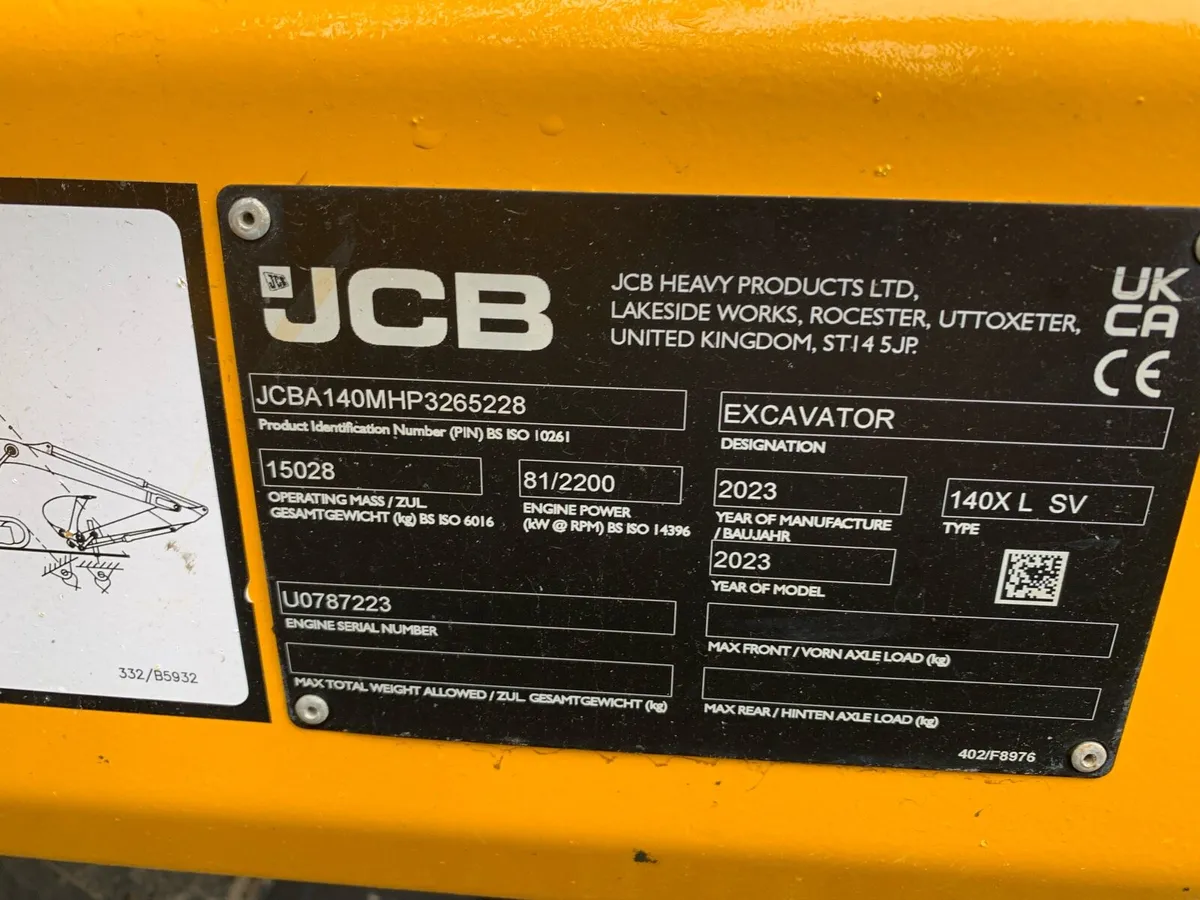 JCB
JCB
JCB HEAVY PRODUCTS LTD,
LAKESIDE WORKS, ROCESTER, UTTOXETER,
UNITED KINGDOM, ST14 5JP.
UK
CA
CE
JCBA140MHP3265228
Product Identification Number (PIN) BS ISO 10261
EXCAVATOR
DESIGNATION
15028
OPERATING MASS / ZUL.
GESAMTGEWICHT (kg) BS ISO 6016
81/2200
ENGINE POWER
(kW @ RPM) BS ISO 14396
2023
YEAR OF MANUFACTURE
/ BAUJAHR
140X L SV
TYPE
2023
YEAR OF MODEL
U0787223
ENGINE SERIAL NUMBER
MAX FRONT / VORN AXLE LOAD (kg)
MAX TOTAL WEIGHT ALLOWED / ZUL. GESAMTGEWICHT (kg)
MAX REAR / HINTEN AXLE LOAD (kg)
402/F8976
332/B5932